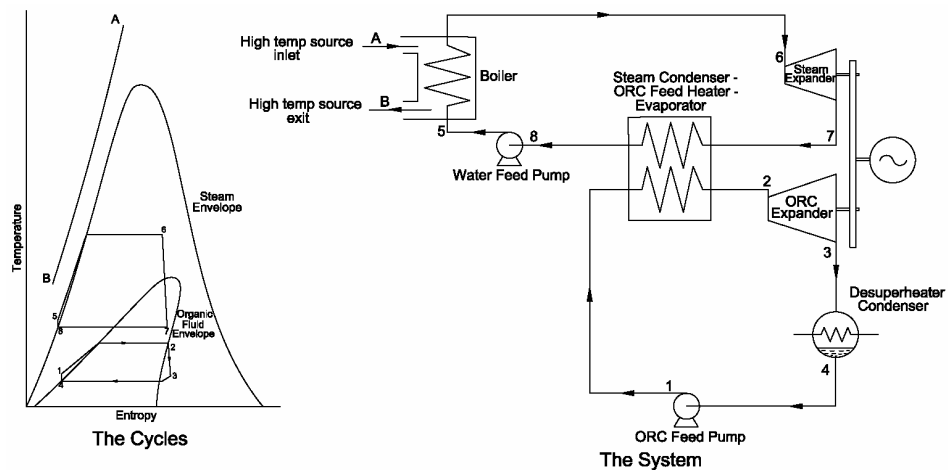 A
Temperature
B
Steam
Envelope
6
5
8
7
Organic
Fluid
Envelope
2
1
4
3
Entropy
The Cycles
High temp source
inlet
A
High temp source
exit
B
Boiler
5
Water Feed Pump
8
Steam Condenser -
ORC Feed Heater -
Evaporator
6
Steam
Expander
7
2
ORC
Expander
3
Desuperheater
Condenser
4
1
ORC Feed Pump
The System